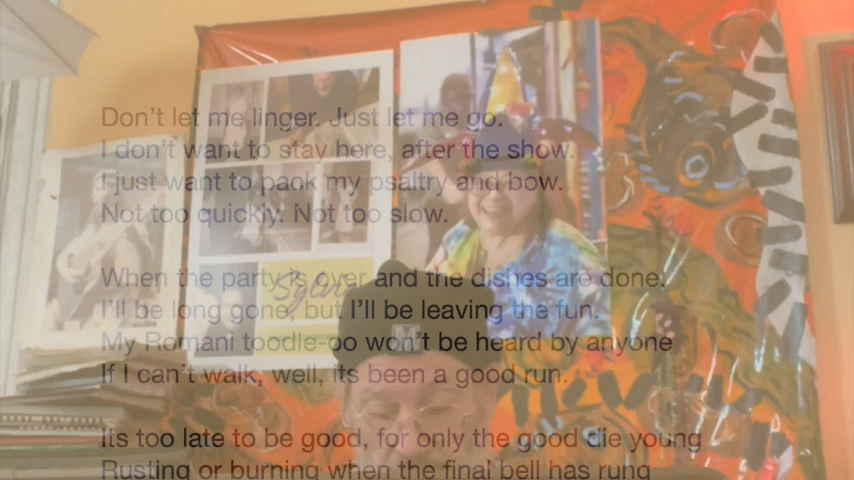 Don't let me linger. Just let me go.
I don't want to stay here, after the show.
I just want to pack my psaltry and bow.
Not too quickly. Not too slow.
When the party is over and the dishes are done,
I'll be long gone, but I'll be leaving the fun.
My Romani toodle-oo won't be heard by anyone
If I can't walk, well, its been a good run.
Its too late to be good, for only the good die young
Rusting or burning when the final bell has rung